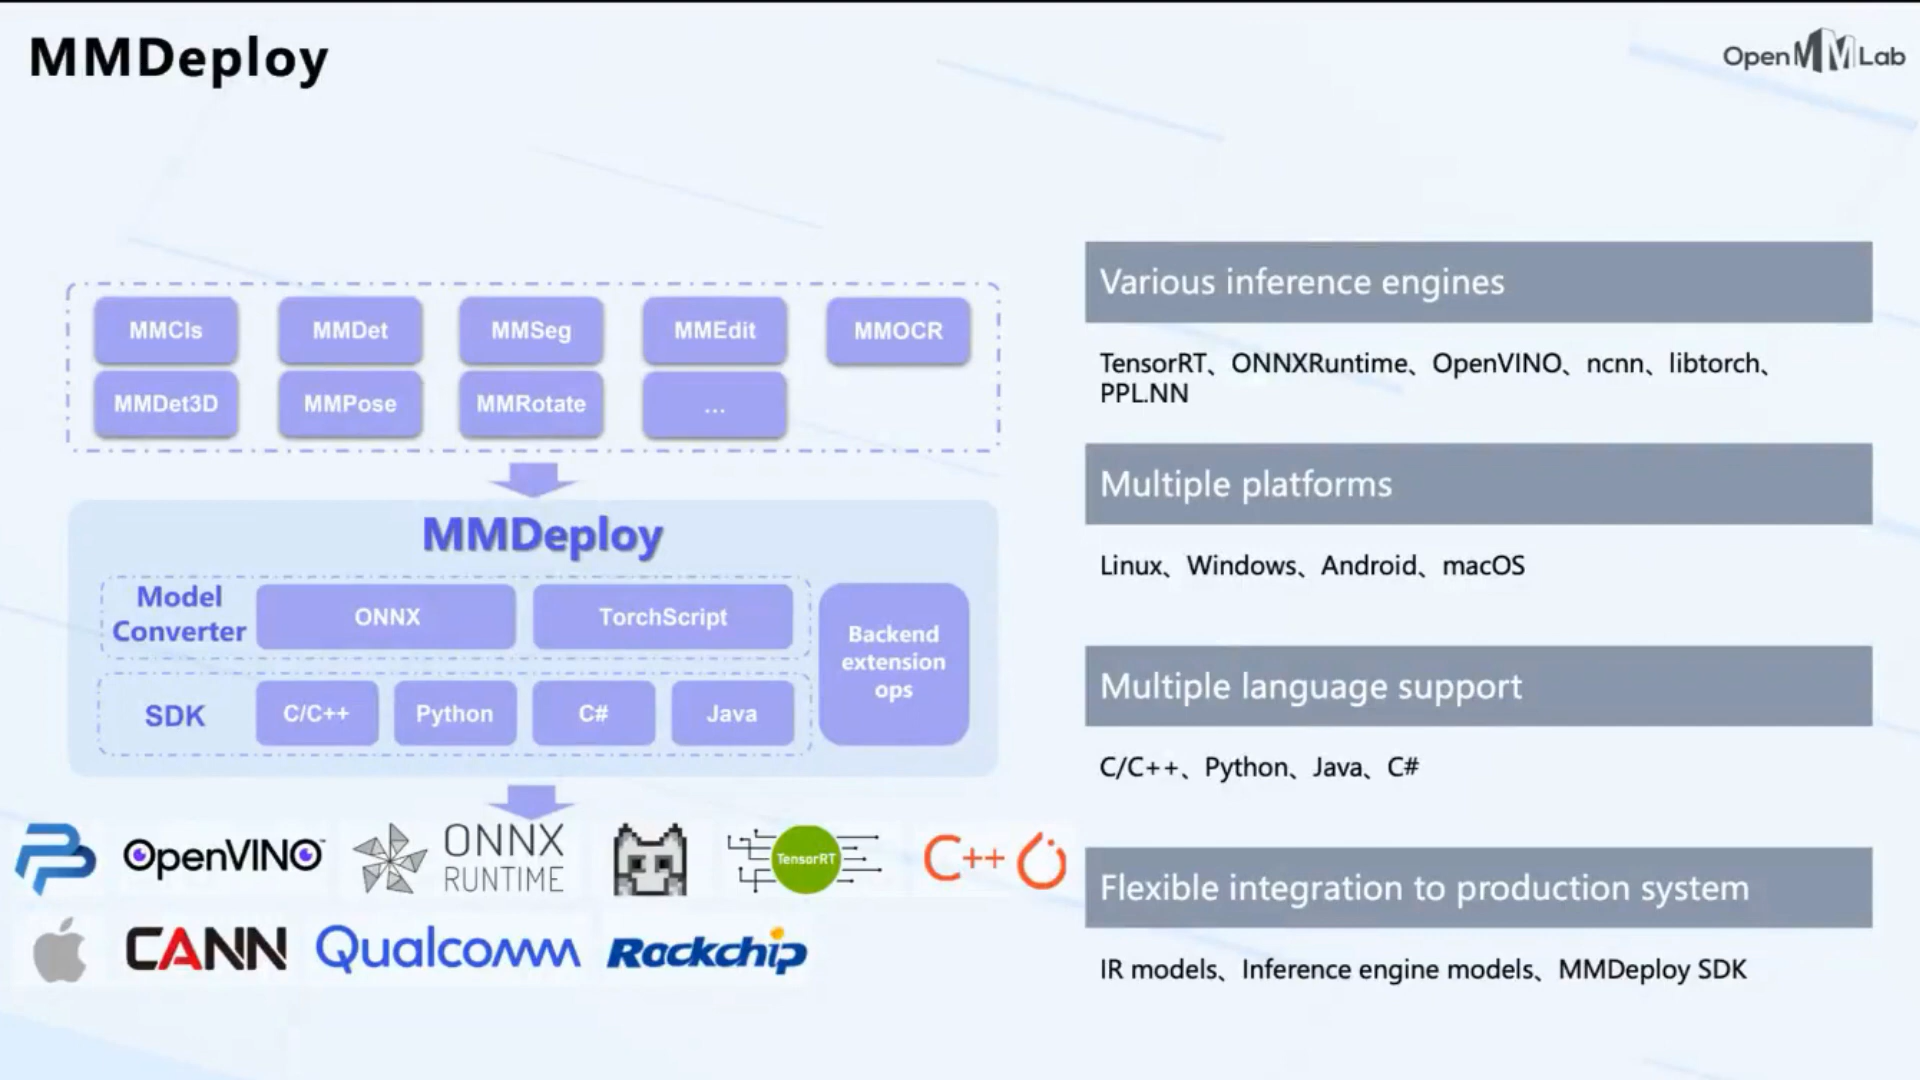 MMDeploy
OpenMMLab
MMCls
MMDet
MMSeg
MMEdit
MMOCR
MMDet3D
MMPose
MMRotate
...
MMDeploy
Model
Converter
ONNX
TorchScript
SDK
C/C++
Python
C#
Java
Backend
extension
ops
OpenVINO™
ONNX
RUNTIME
TensorRT
C++
CANN
Qualcomm
Rockchip
Various inference engines
TensorRT、ONNXRuntime、OpenVINO、ncnn、libtorch、
PPL.NN
Multiple platforms
Linux、Windows、Android、macOS
Multiple language support
C/C++、Python、Java、C#
Flexible integration to production system
IR models、Inference engine models、MMDeploy SDK